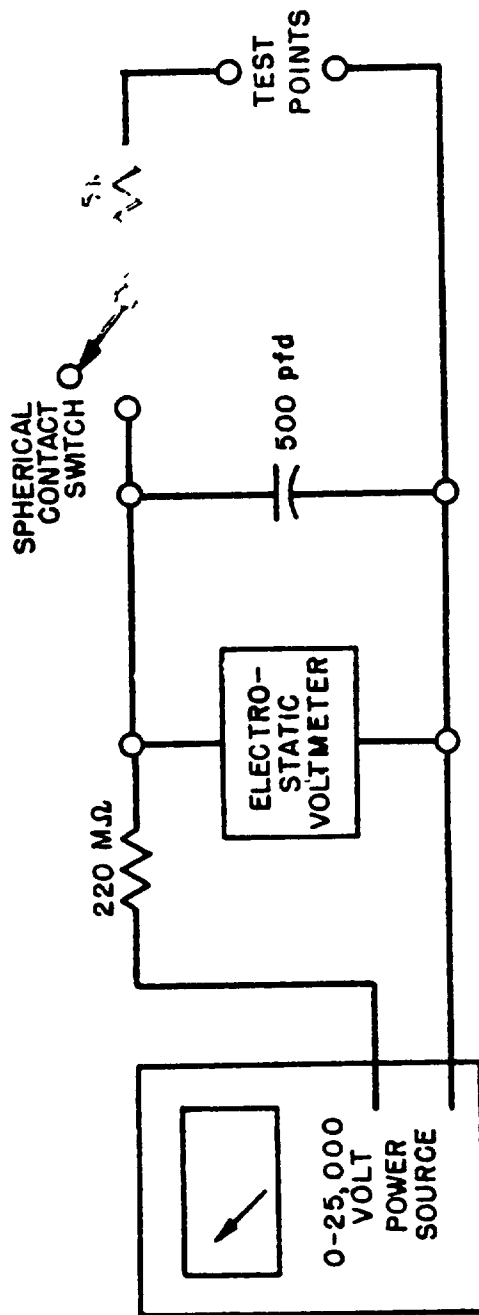 SPHERICAL
CONTACT
SWITCH
TEST
POINTS
500 pfd
220 MΩ
ELECTRO-
STATIC
VOLTMETER
0-25,000
VOLT
POWER
SOURCE